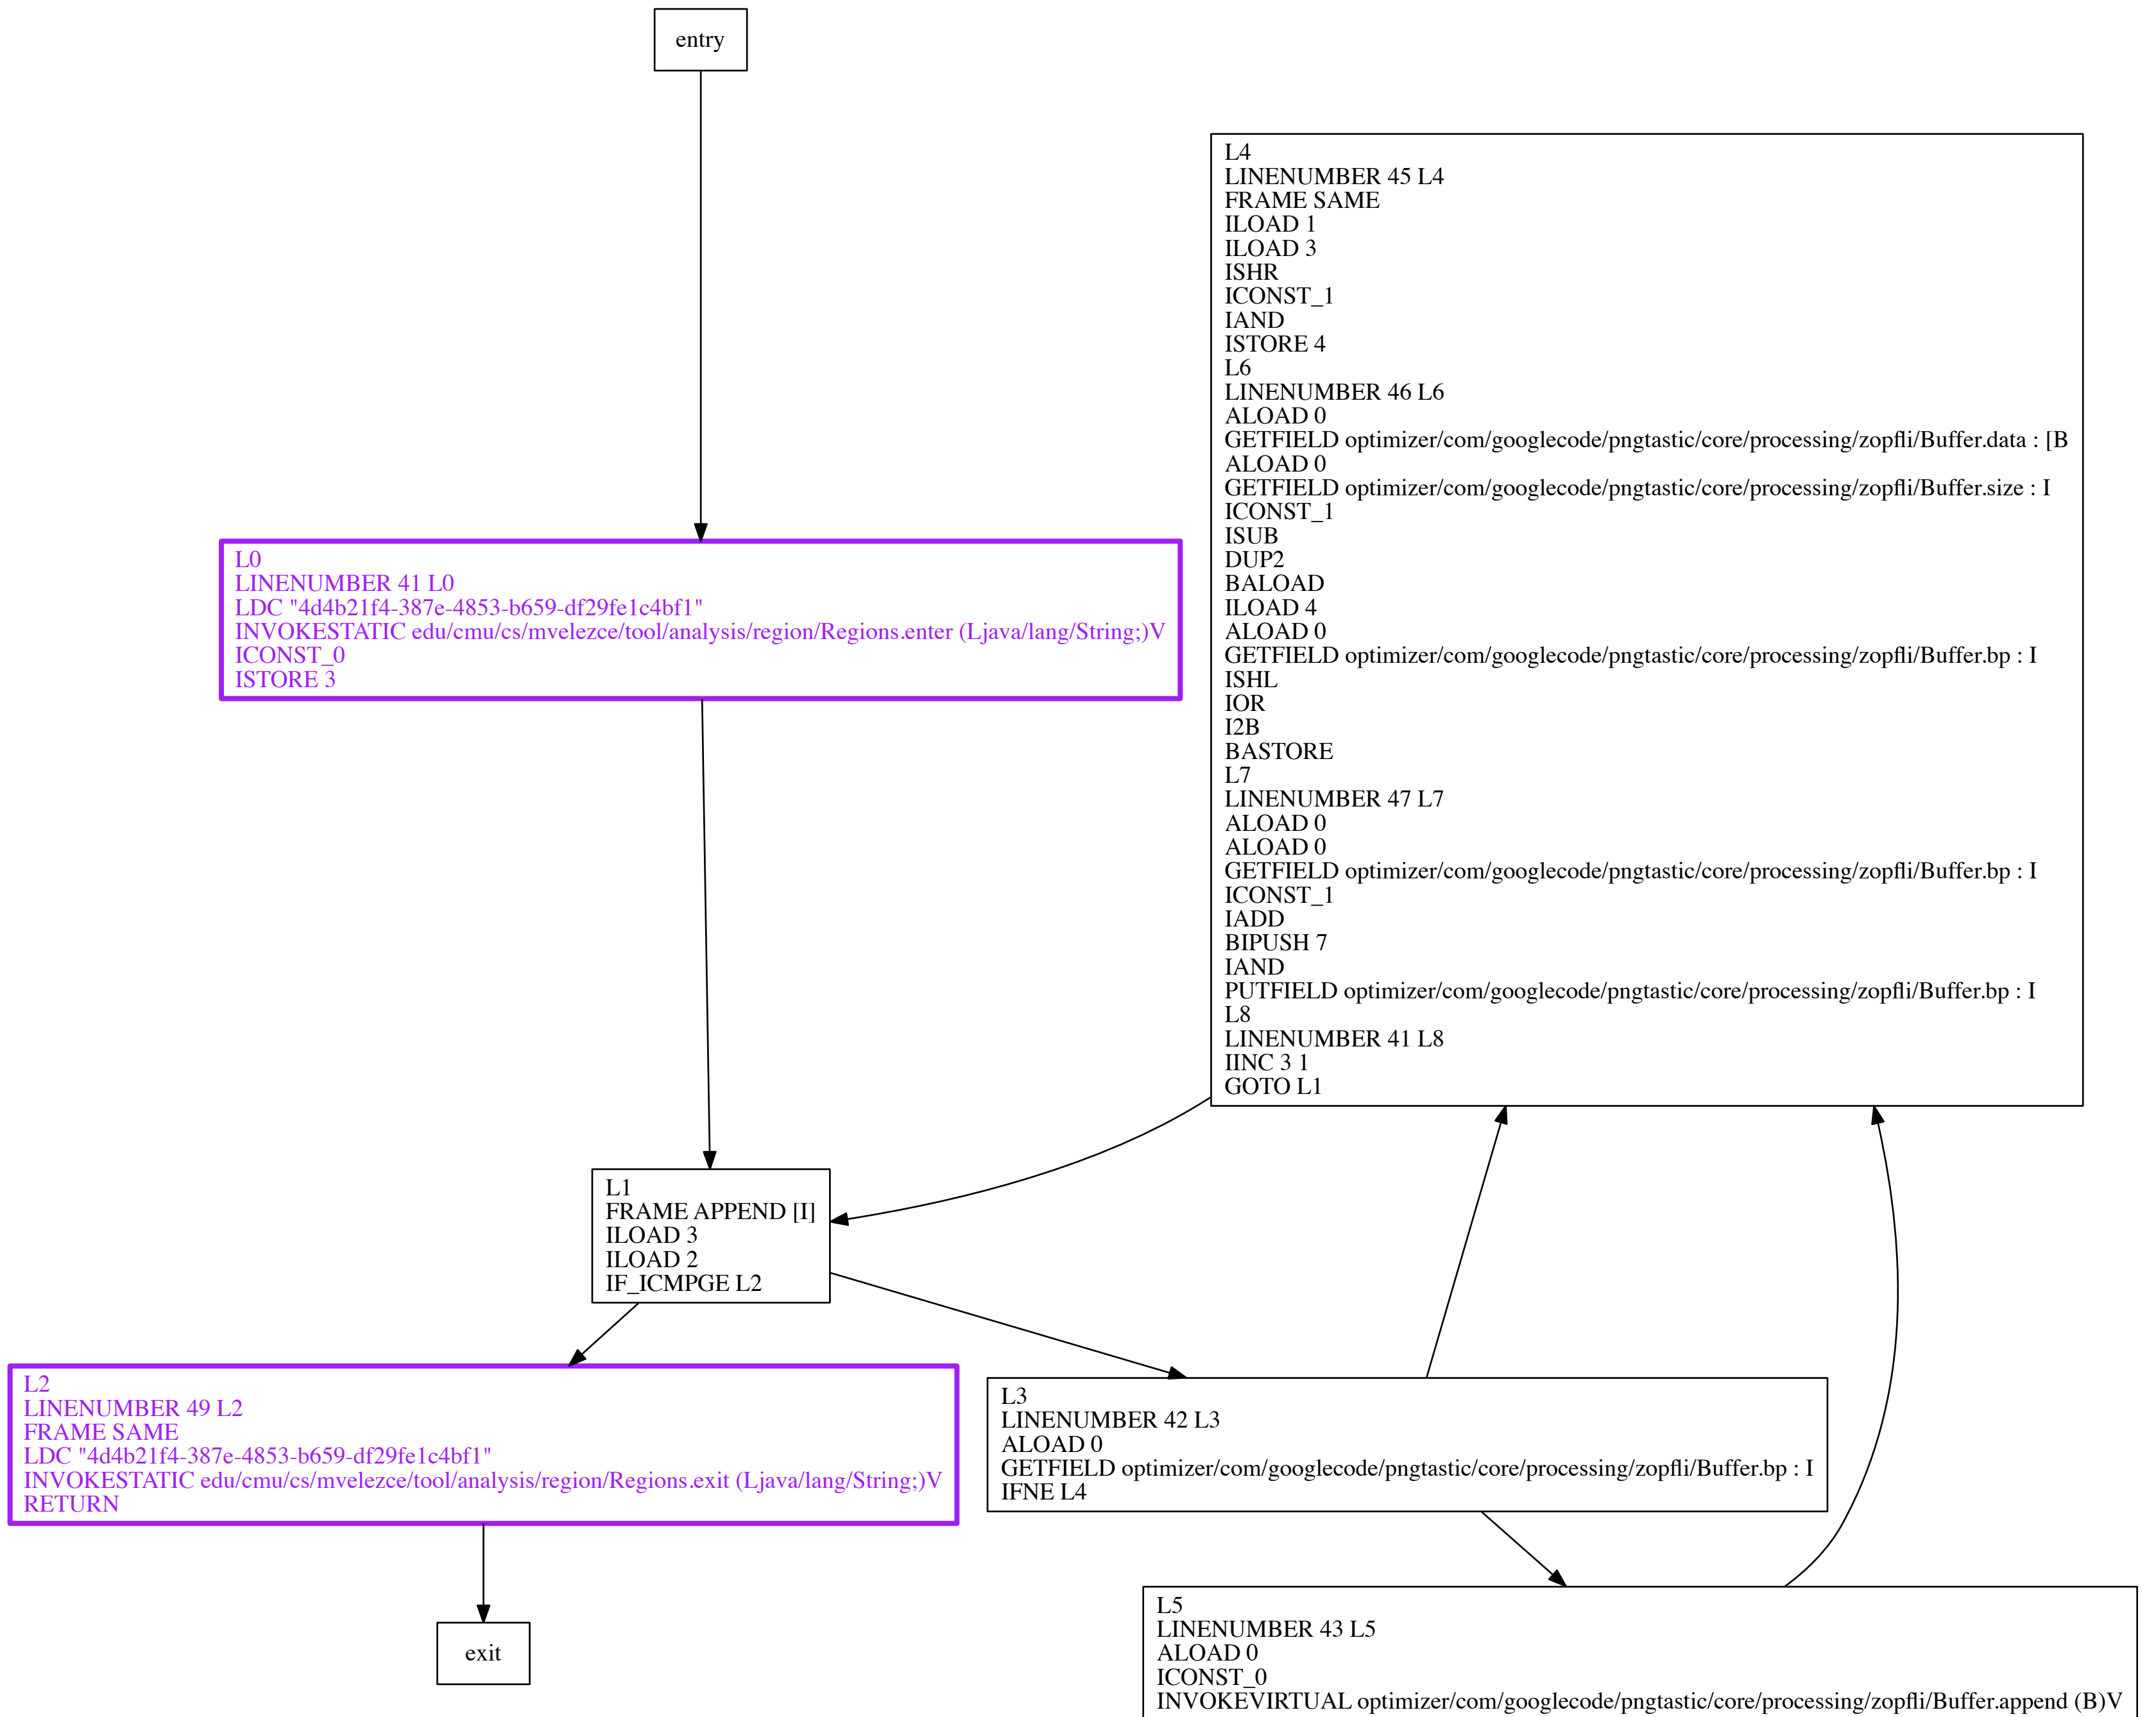 entry
L4
LINENUMBER 45 L4
FRAME SAME
ILOAD 1
ILOAD 3
ISHR
ICONST_1
IAND
ISTORE 4
L6
LINENUMBER 46 L6
ALOAD 0
GETFIELD optimizer/com/googlecode/pngtastic/core/processing/zopfli/Buffer.data : [B
ALOAD 0
GETFIELD optimizer/com/googlecode/pngtastic/core/processing/zopfli/Buffer.size : I
ICONST_1
ISUB
DUP2
BALOAD
ILOAD 4
ALOAD 0
GETFIELD optimizer/com/googlecode/pngtastic/core/processing/zopfli/Buffer.bp : I
ISHL
IOR
I2B
BASTORE
L7
LINENUMBER 47 L7
ALOAD 0
ALOAD 0
GETFIELD optimizer/com/googlecode/pngtastic/core/processing/zopfli/Buffer.bp : I
ICONST_1
IADD
BIPUSH 7
IAND
PUTFIELD optimizer/com/googlecode/pngtastic/core/processing/zopfli/Buffer.bp : I
L8
LINENUMBER 41 L8
IINC 3 1
GOTO L1
L0
LINENUMBER 41 L0
LDC "4d4b21f4-387e-4853-b659-df29fe1c4bf1"
INVOKESTATIC edu/cmu/cs/mvelezce/tool/analysis/region/Regions.enter (Ljava/lang/String;)V
ICONST_0
ISTORE 3
L1
FRAME APPEND [I]
ILOAD 3
ILOAD 2
IF_ICMPGE L2
L2
LINENUMBER 49 L2
FRAME SAME
LDC "4d4b21f4-387e-4853-b659-df29fe1c4bf1"
INVOKESTATIC edu/cmu/cs/mvelezce/tool/analysis/region/Regions.exit (Ljava/lang/String;)V
RETURN
L3
LINENUMBER 42 L3
ALOAD 0
GETFIELD optimizer/com/googlecode/pngtastic/core/processing/zopfli/Buffer.bp : I
IFNE L4
exit
L5
LINENUMBER 43 L5
ALOAD 0
ICONST_0
INVOKEVIRTUAL optimizer/com/googlecode/pngtastic/core/processing/zopfli/Buffer.append (B)V